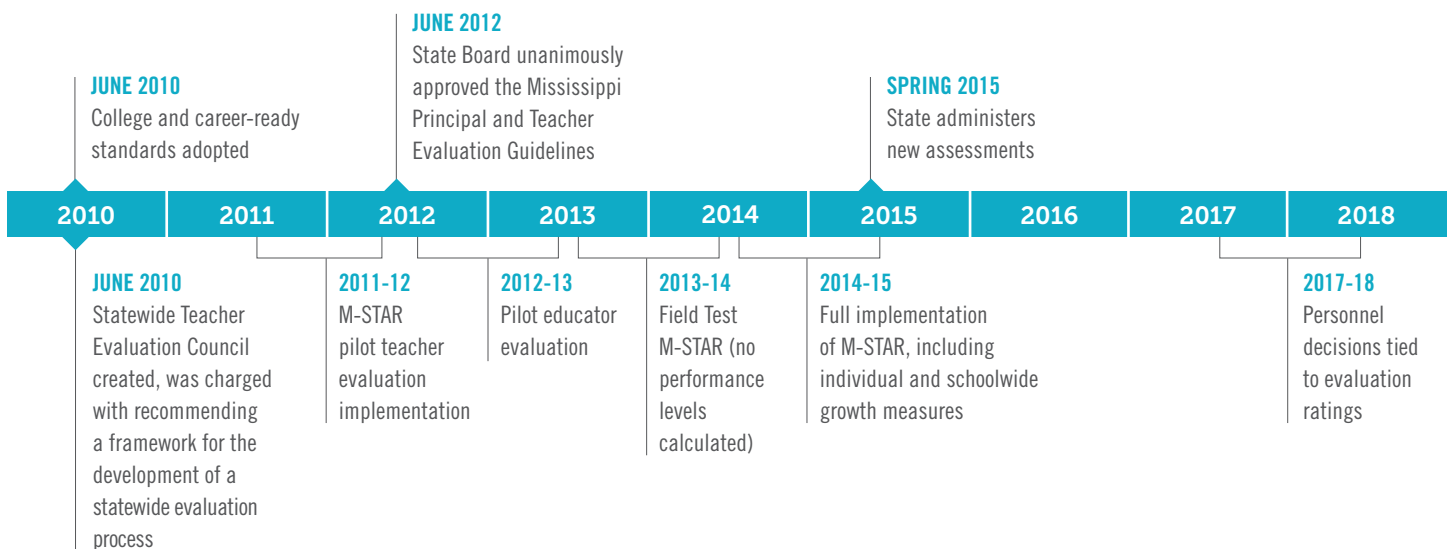 JUNE 2012
State Board unanimously
approved the Mississippi
Principal and Teacher
Evaluation Guidelines
JUNE 2010
College and career-ready
standards adopted
SPRING 2015
State administers
new assessments
2010 2011 2012 2013 2014 2015 2016 2017 2018
JUNE 2010
Statewide Teacher
Evaluation Council
created, was charged
with recommending
a framework for the
development of a
statewide evaluation
process
2011-12
M-STAR
pilot teacher
evaluation
implementation
2012-13
Pilot educator
evaluation
2013-14
Field Test
M-STAR (no
performance
levels
calculated)
2014-15
Full implementation
of M-STAR, including
individual and schoolwide
growth measures
2017-18
Personnel
decisions tied
to evaluation
ratings